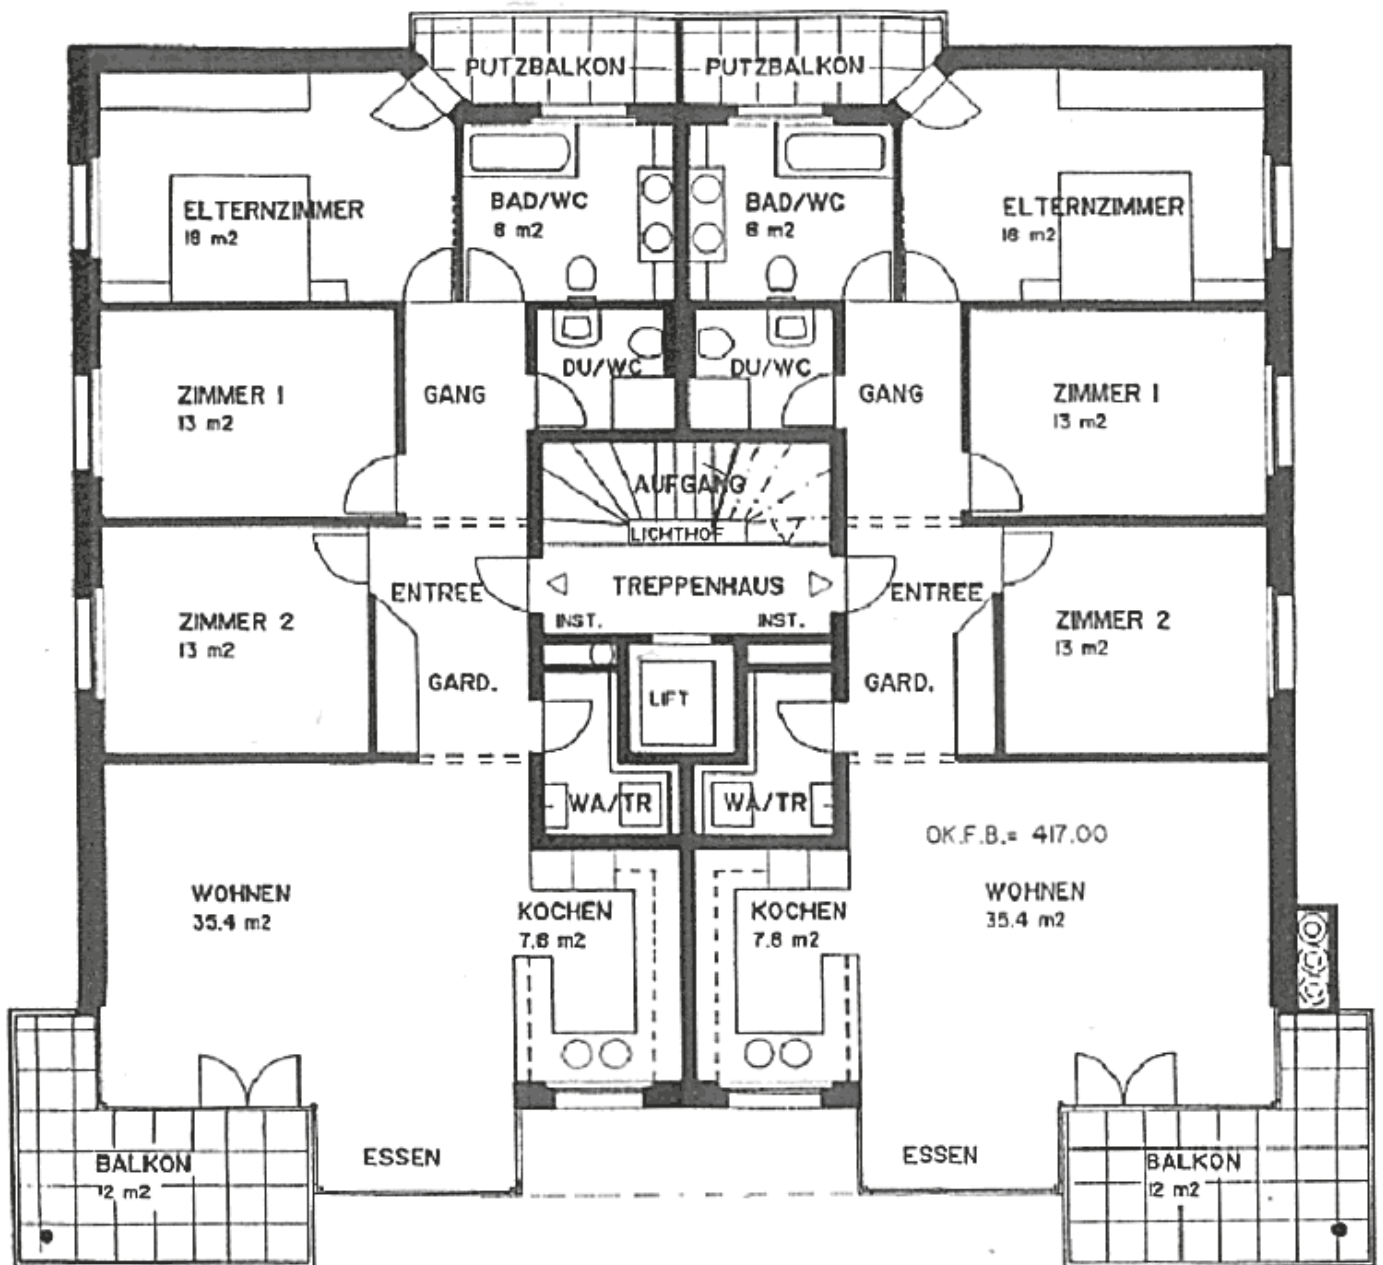 PUTZBALKON PUTZBALKON
ELTERNZIMMER
18 m2
BAD/WC
8 m2
BAD/WC
8 m2
ELTERNZIMMER
18 m2
ZIMMER 1
13 m2
GANG
DU/WC
DU/WC
GANG
ZIMMER 1
13 m2
AUFGANG
LICHTHOF
ENTREE
TREPPENHAUS
ENTREE
INST. INST.
ZIMMER 2
13 m2
ZIMMER 2
13 m2
GARD.
LIFT
GARD.
WA/TR
WA/TR
OK.F.B.= 417.00
WOHNEN
35.4 m2
KOCHEN
7.8 m2
KOCHEN
7.8 m2
WOHNEN
35.4 m2
BALKON
12 m2
ESSEN
ESSEN
BALKON
12 m2